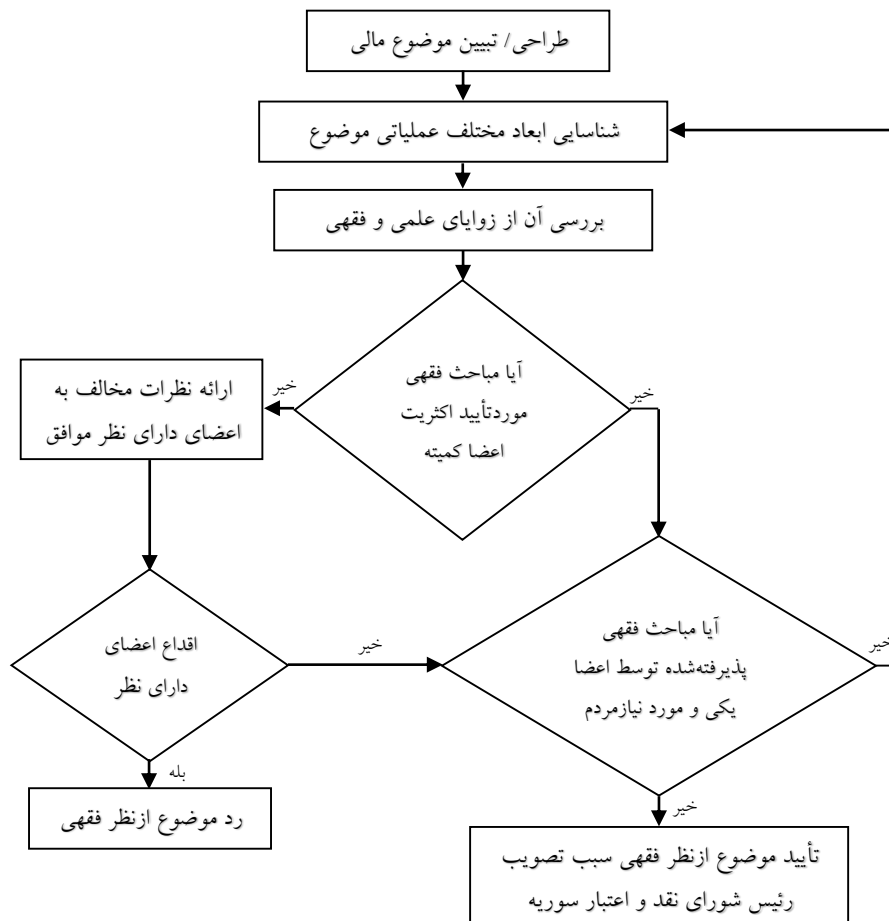 طراحی/ تبیین موضوع مالی
شناسایی ابعاد مختلف عملیاتی موضوع
بررسی آن از زوایای علمی و فقهی
آیا مباحث فقهی
موردتأیید اکثریت
اعضا کمیته
خیر
خیر
ارائه نظرات مخالف به
اعضای دارای نظر موافق
آیا مباحث فقهی
پذیرفته‌شده توسط اعضا
یکی و مورد نیازمردم
خیر
خیر
اقداع اعضای
دارای نظر
بله
رد موضوع ازنظر فقهی
خیر
تأیید موضوع ازنظر فقهی سبب تصویب
رئیس شورای نقد و اعتبار سوریه